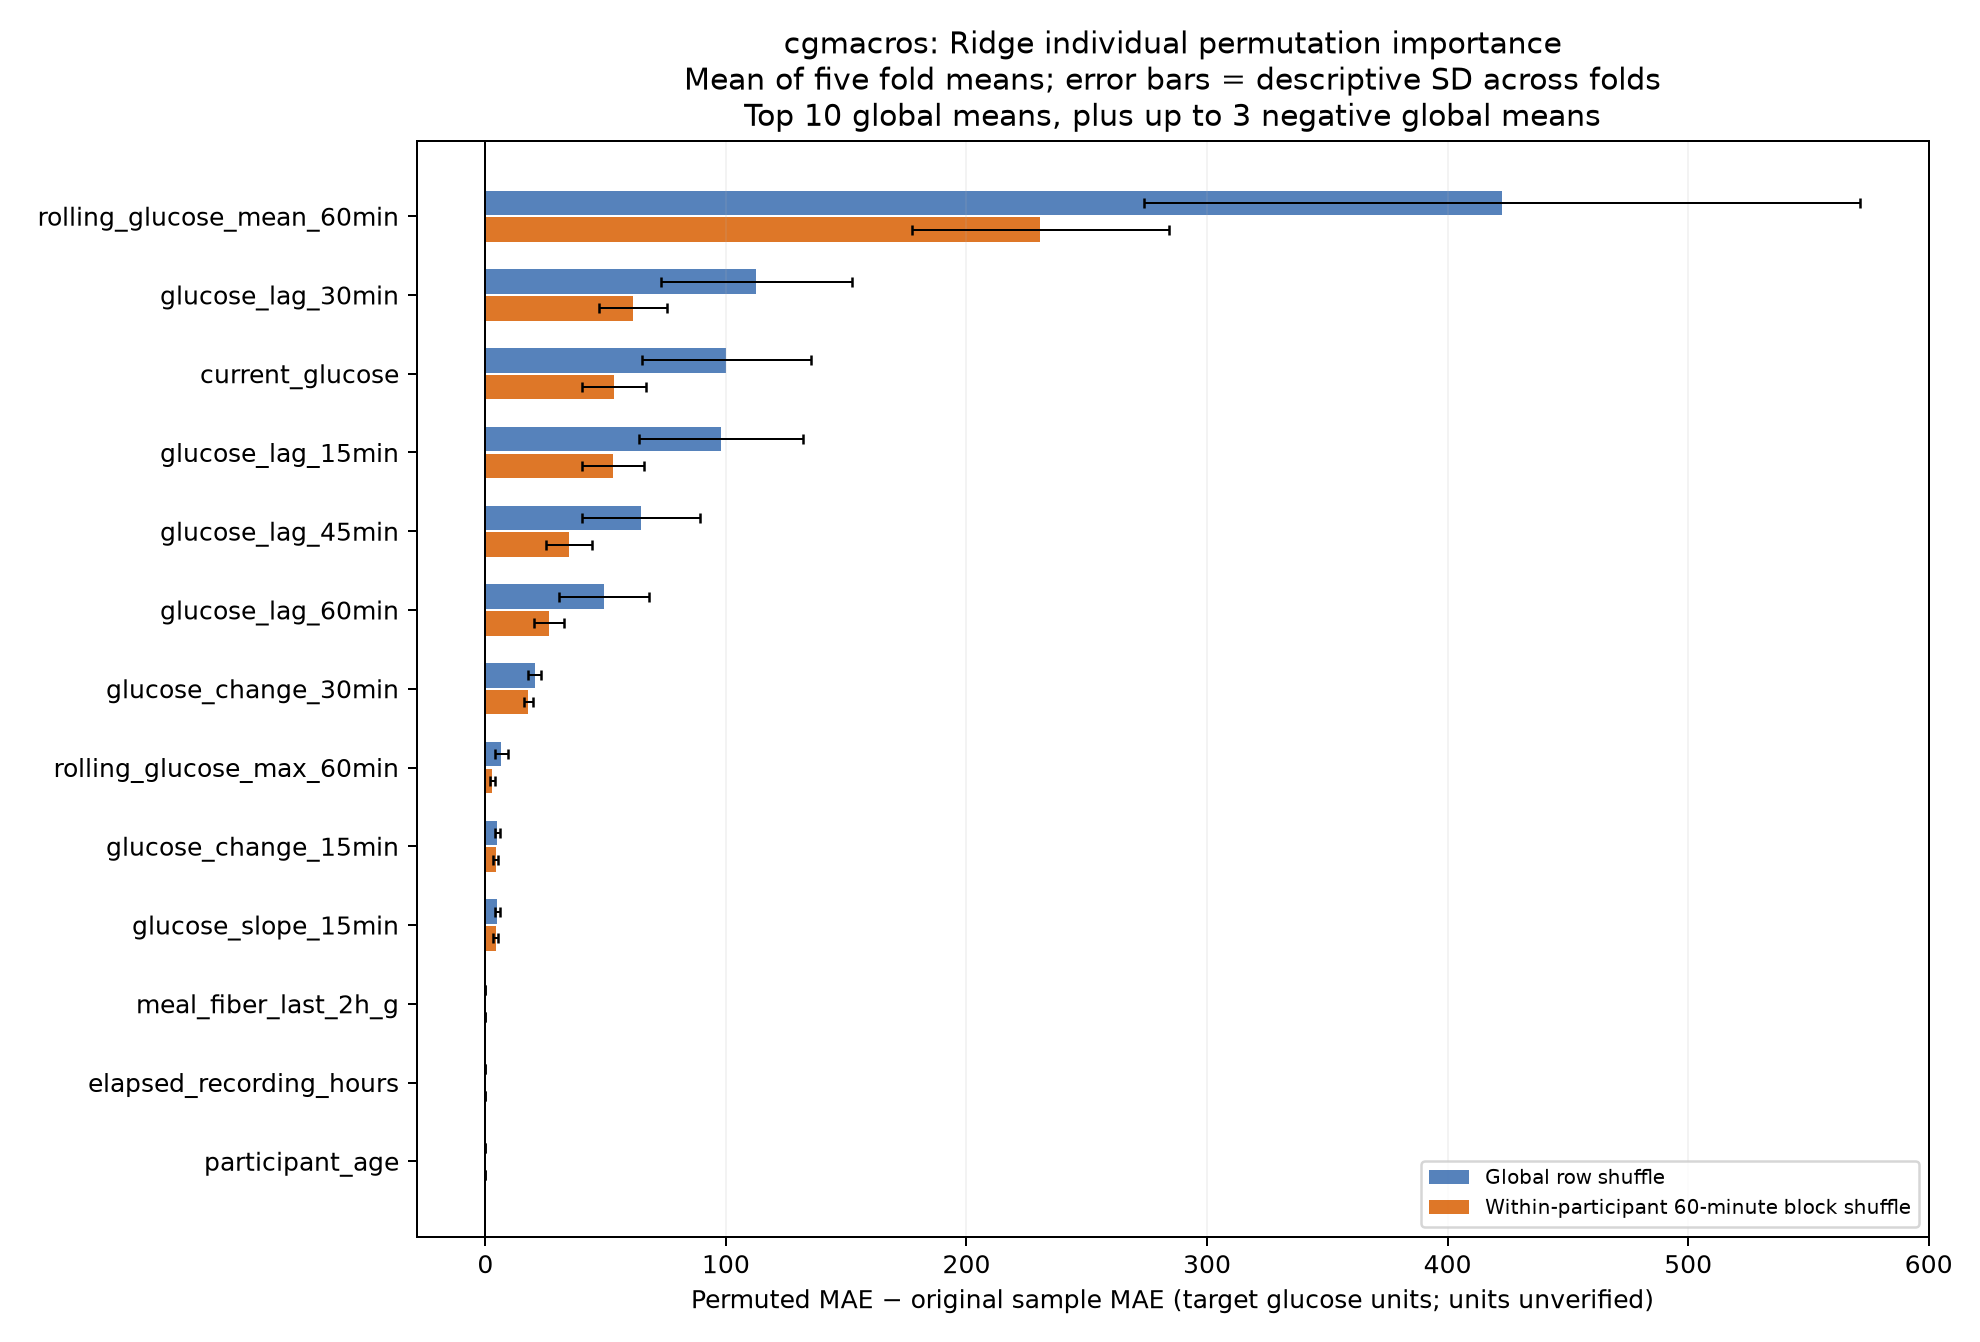 cgmacros: Ridge individual permutation importance
Mean of five fold means; error bars = descriptive SD across folds
Top 10 global means, plus up to 3 negative global means
rolling_glucose_mean_60min
glucose_lag_30min
current_glucose
glucose_lag_15min
glucose_lag_45min
glucose_lag_60min
glucose_change_30min
rolling_glucose_max_60min
glucose_change_15min
glucose_slope_15min
meal_fiber_last_2h_g
elapsed_recording_hours
participant_age
Global row shuffle
Within-participant 60-minute block shuffle
0 100 200 300 400 500 600
Permuted MAE − original sample MAE (target glucose units; units unverified)